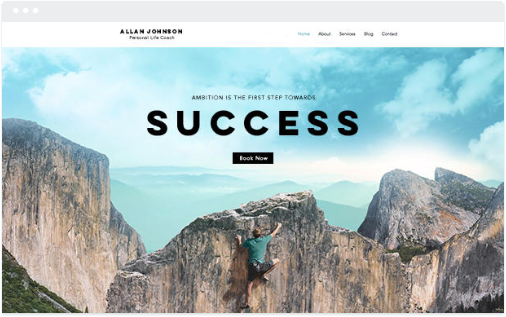 ALLAN JOHNSON
Personal Life Coach
Home About Services Blog Contact
AMBITION IS THE FIRST STEP TOWARDS
SUCCESS
Book Now